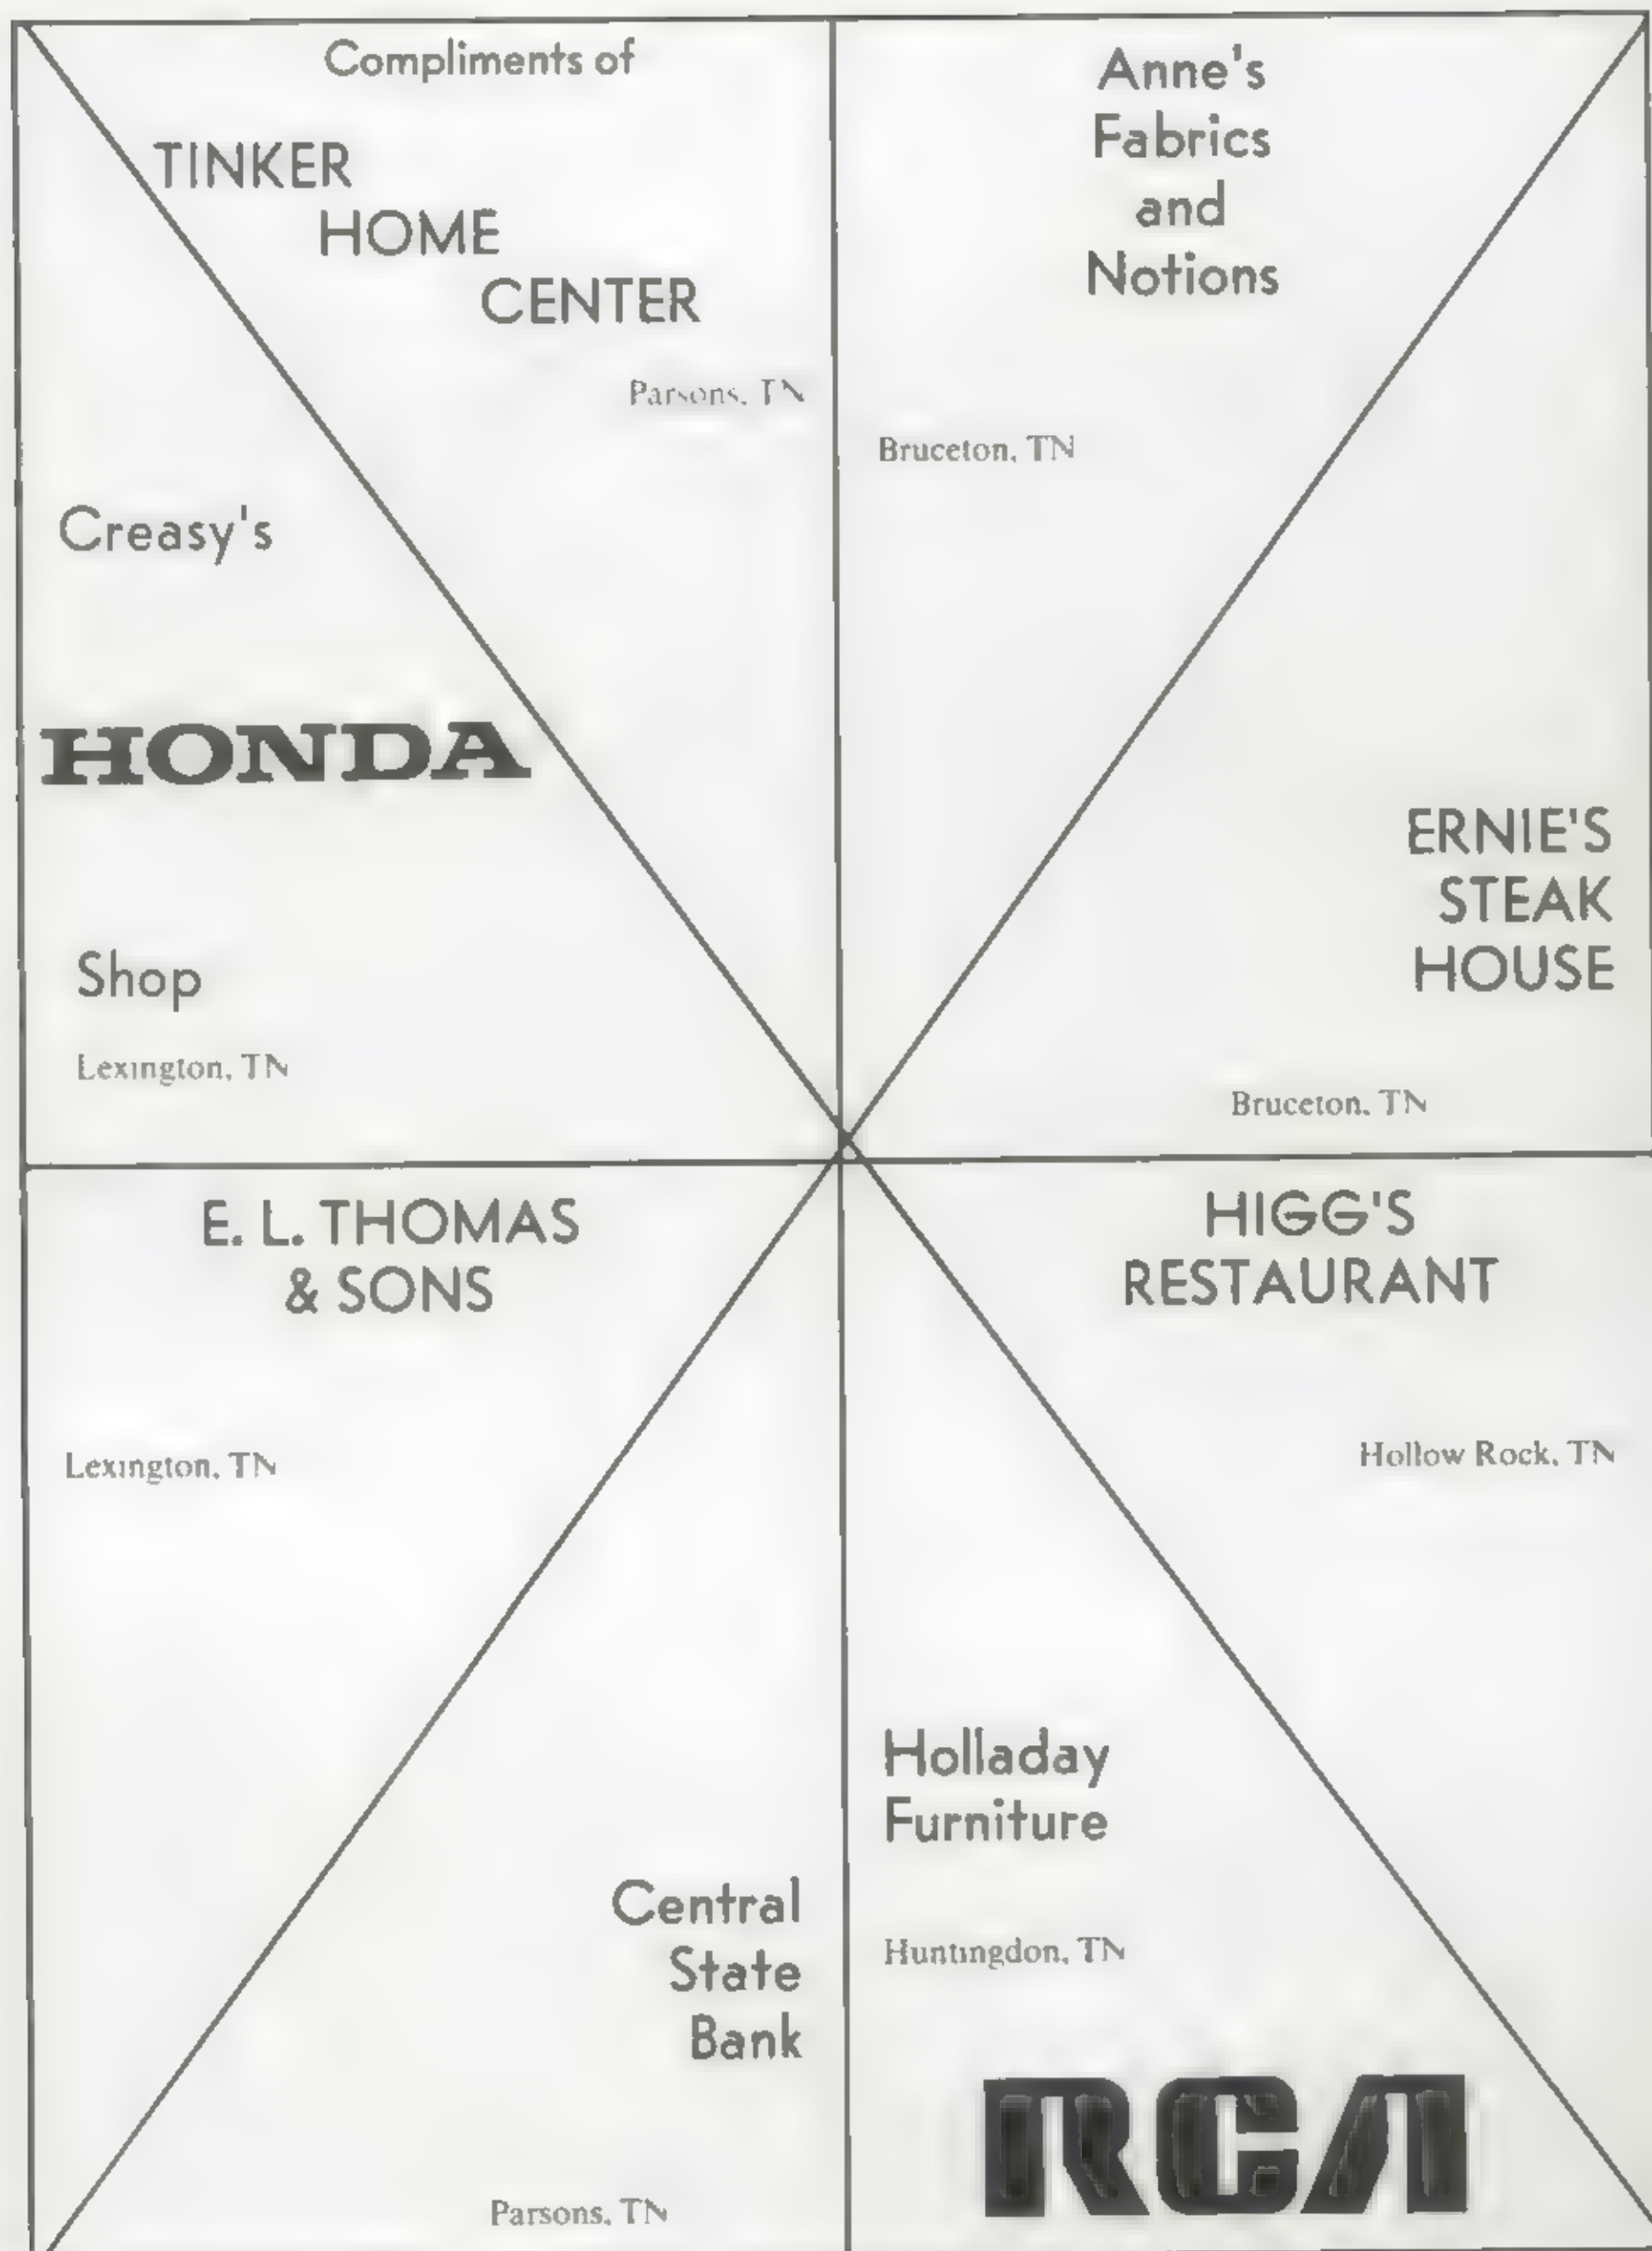 Compliments of
TINKER
HOME
CENTER
Parsons, TN
Anne's
Fabrics
and
Notions
Bruceton, TN
Creasy's
HONDA
Shop
Lexington, TN
ERNIE'S
STEAK
HOUSE
Bruceton, TN
E. L. THOMAS
& SONS
Lexington, TN
HIGG'S
RESTAURANT
Hollow Rock, TN
Central
State
Bank
Parsons, TN
Holladay
Furniture
Huntingdon, TN
RCA